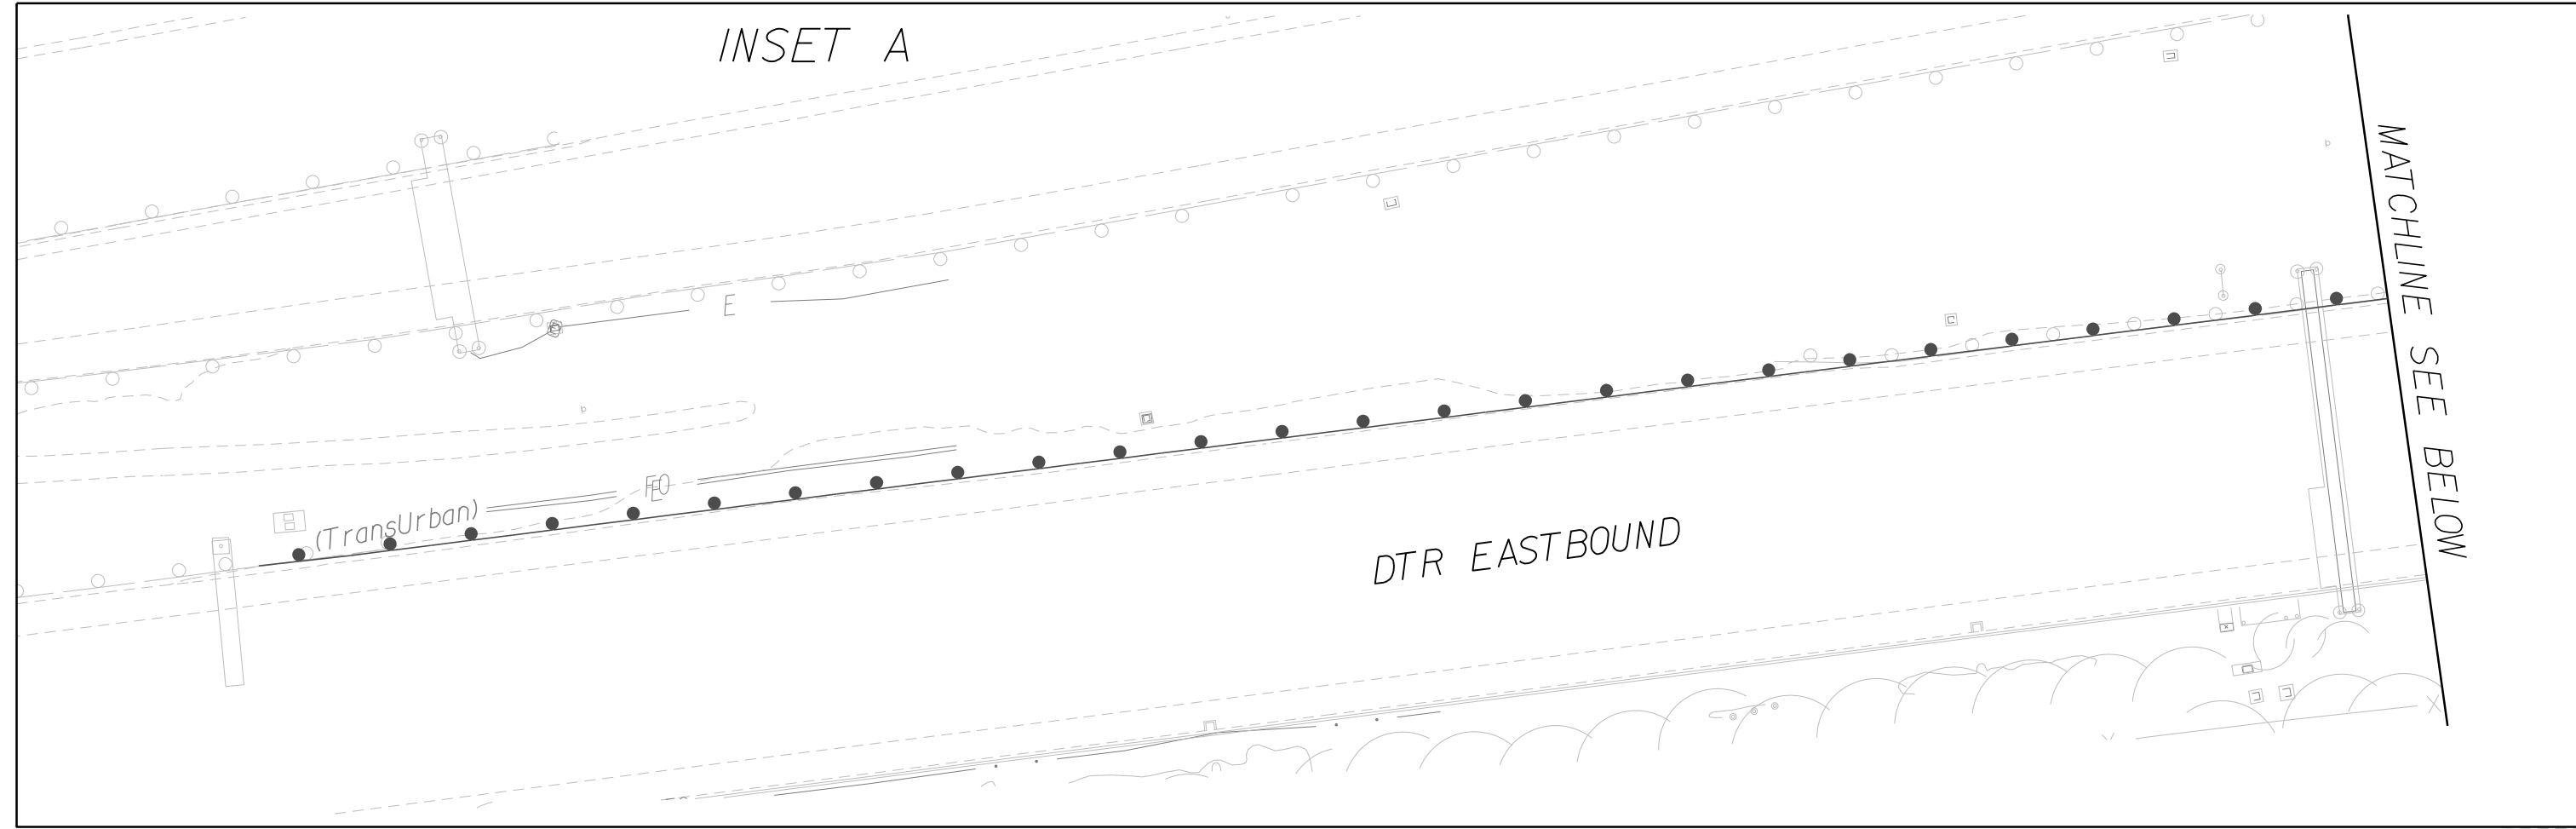 INSET A
MATCHLINE SEE BELOW
E
FO
E
(TransUrban)
DTR EASTBOUND